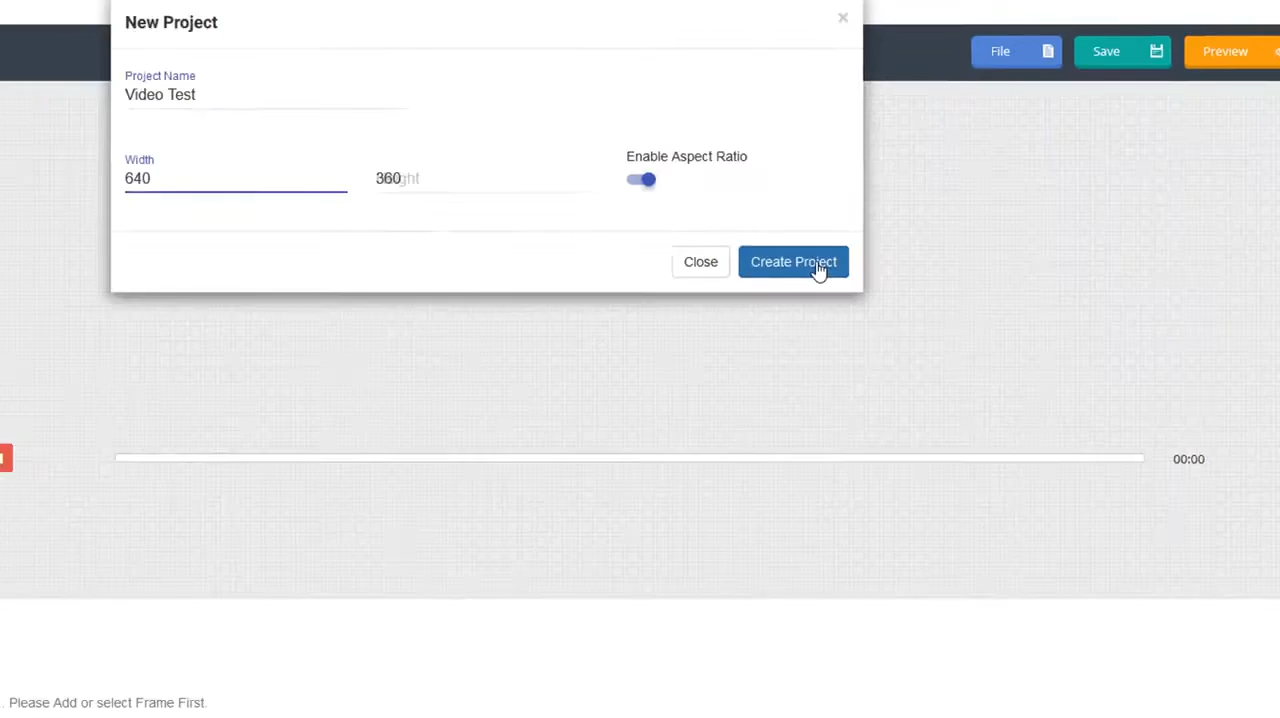 New Project
×
File
Save
Preview
Project Name
Video Test
Width
640
Height
360
Enable Aspect Ratio
Close
Create Project
00:00
. Please Add or select Frame First.